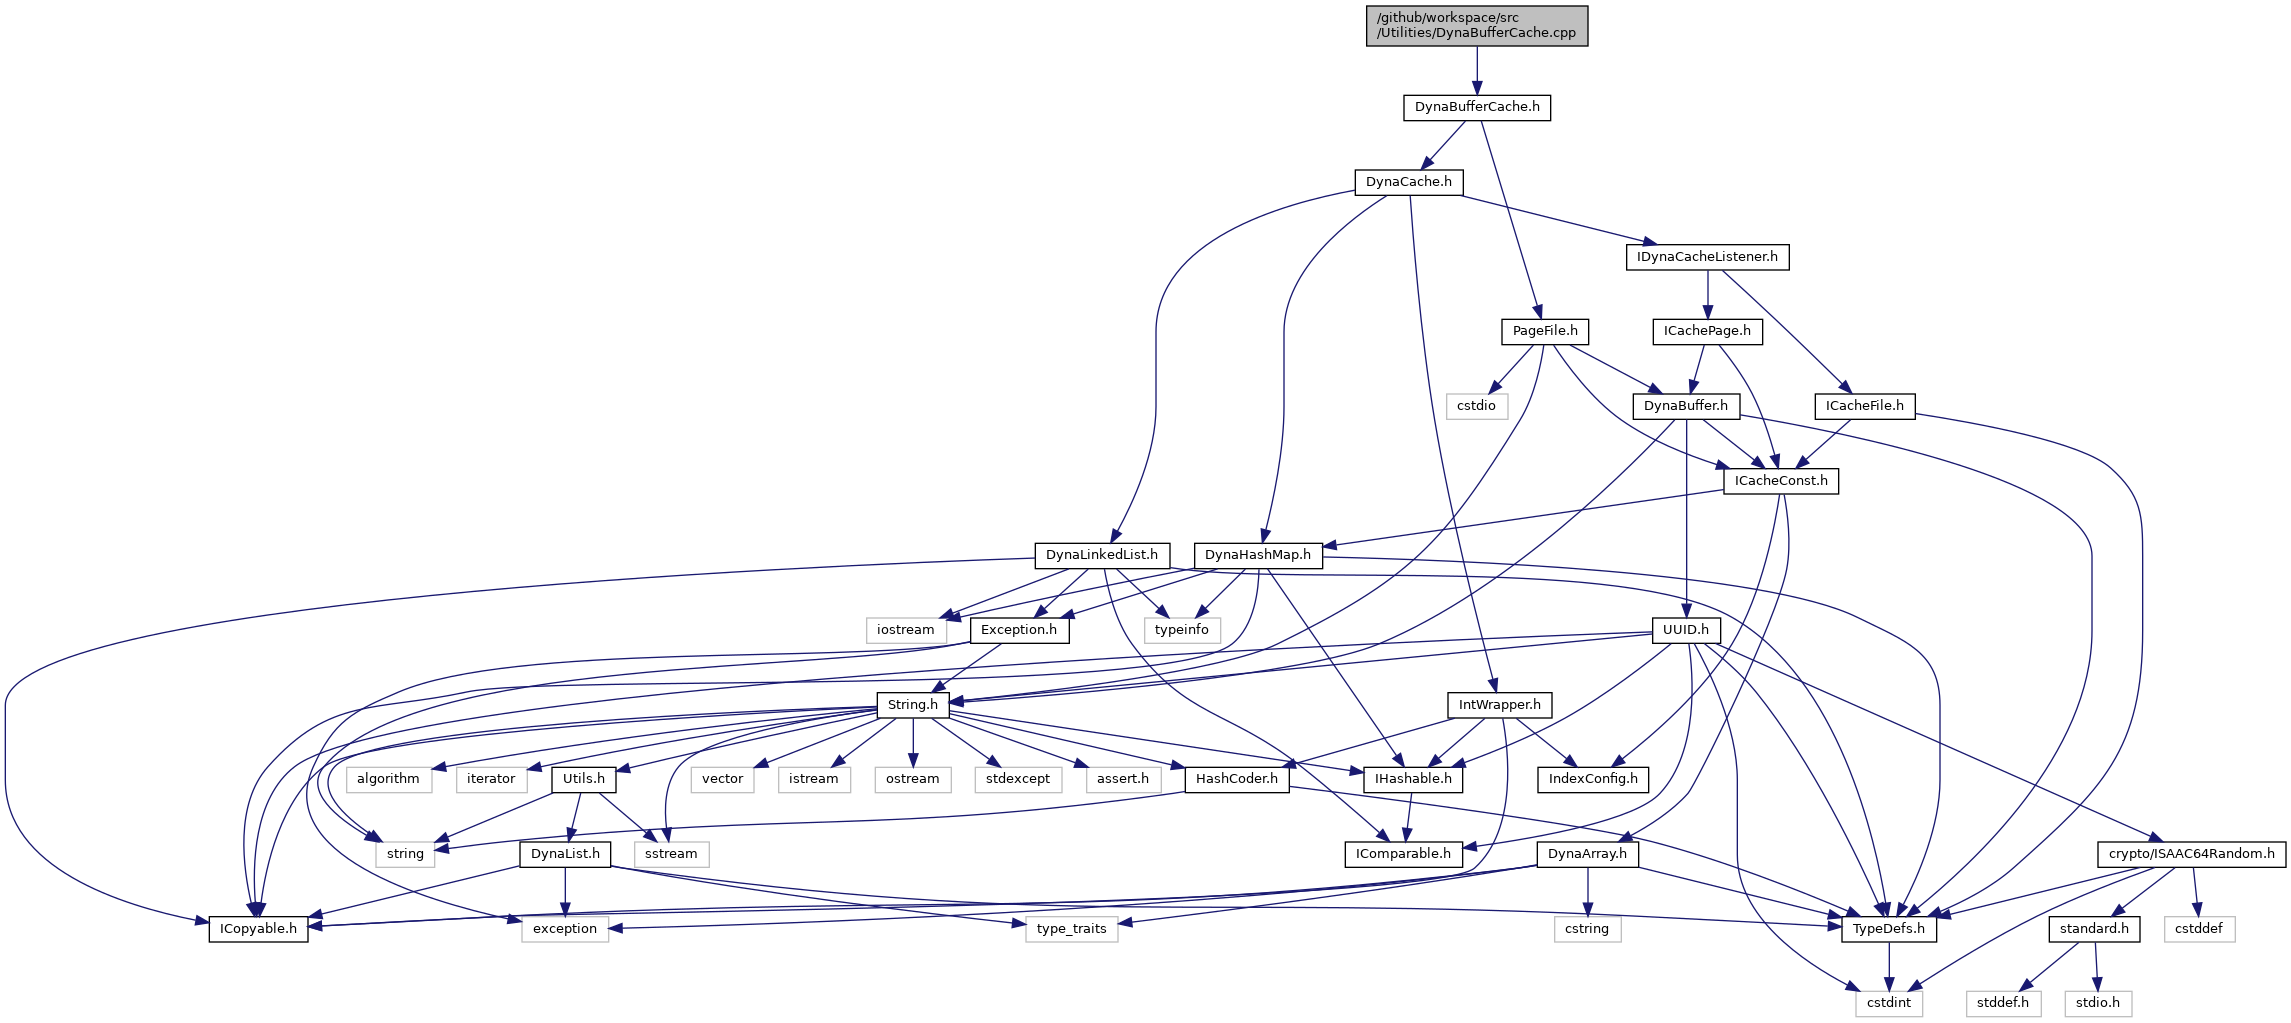 /github/workspace/src
/Utilities/DynaBufferCache.cpp
DynaBufferCache.h
DynaCache.h
IDynaCacheListener.h
PageFile.h
ICachePage.h
cstdio
DynaBuffer.h
ICacheFile.h
ICacheConst.h
DynaLinkedList.h
DynaHashMap.h
iostream
Exception.h
typeinfo
UUID.h
String.h
IntWrapper.h
algorithm
iterator
Utils.h
vector
istream
ostream
stdexcept
assert.h
HashCoder.h
IHashable.h
IndexConfig.h
string
DynaList.h
sstream
IComparable.h
DynaArray.h
crypto/ISAAC64Random.h
ICopyable.h
exception
type_traits
cstring
TypeDefs.h
standard.h
cstddef
cstdint
stddef.h
stdio.h